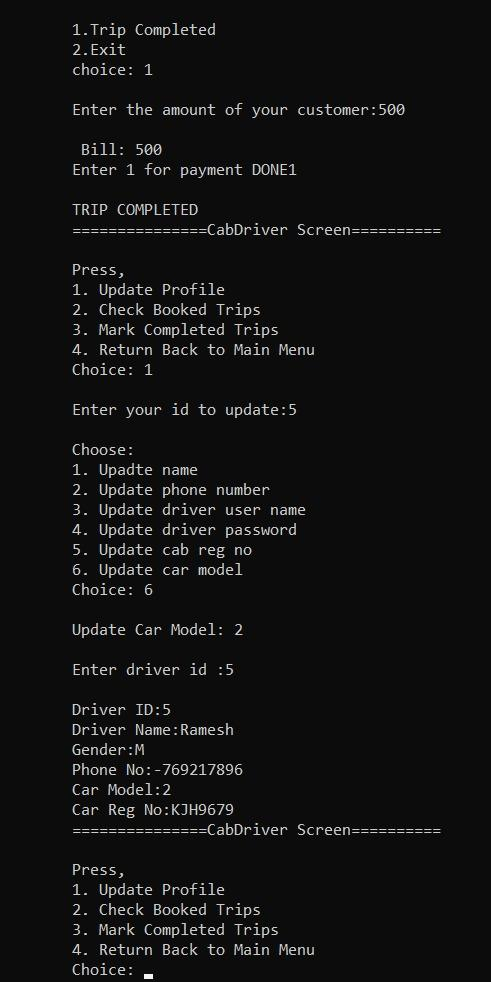 1.Trip Completed
2.Exit
choice: 1
Enter the amount of your customer:500
Bill: 500
Enter 1 for payment DONE1
TRIP COMPLETED
===============CabDriver Screen==========
Press,
1. Update Profile
2. Check Booked Trips
3. Mark Completed Trips
4. Return Back to Main Menu
Choice: 1
Enter your id to update:5
Choose:
1. Upadte name
2. Update phone number
3. Update driver user name
4. Update driver password
5. Update cab reg no
6. Update car model
Choice: 6
Update Car Model: 2
Enter driver id :5
Driver ID:5
Driver Name:Ramesh
Gender:M
Phone No:-769217896
Car Model:2
Car Reg No:KJH9679
===============CabDriver Screen==========
Press,
1. Update Profile
2. Check Booked Trips
3. Mark Completed Trips
4. Return Back to Main Menu
Choice: